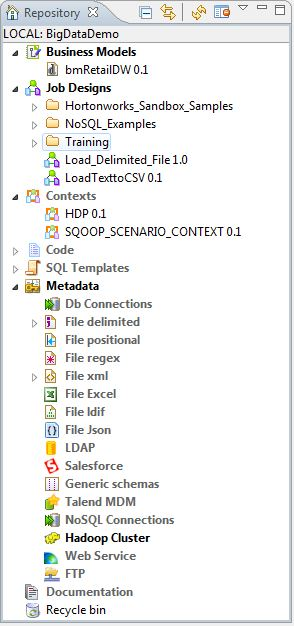 Repository
LOCAL: BigDataDemo
Business Models
bmRetailDW 0.1
Job Designs
Hortonworks_Sandbox_Samples
NoSQL_Examples
Training
Load_Delimited_File 1.0
LoadTexttoCSV 0.1
Contexts
HDP 0.1
SQOOP_SCENARIO_CONTEXT 0.1
Code
SQL Templates
Metadata
Db Connections
File delimited
File positional
File regex
File xml
File Excel
File ldif
File Json
LDAP
Salesforce
Generic schemas
Talend MDM
NoSQL Connections
Hadoop Cluster
Web Service
FTP
Documentation
Recycle bin